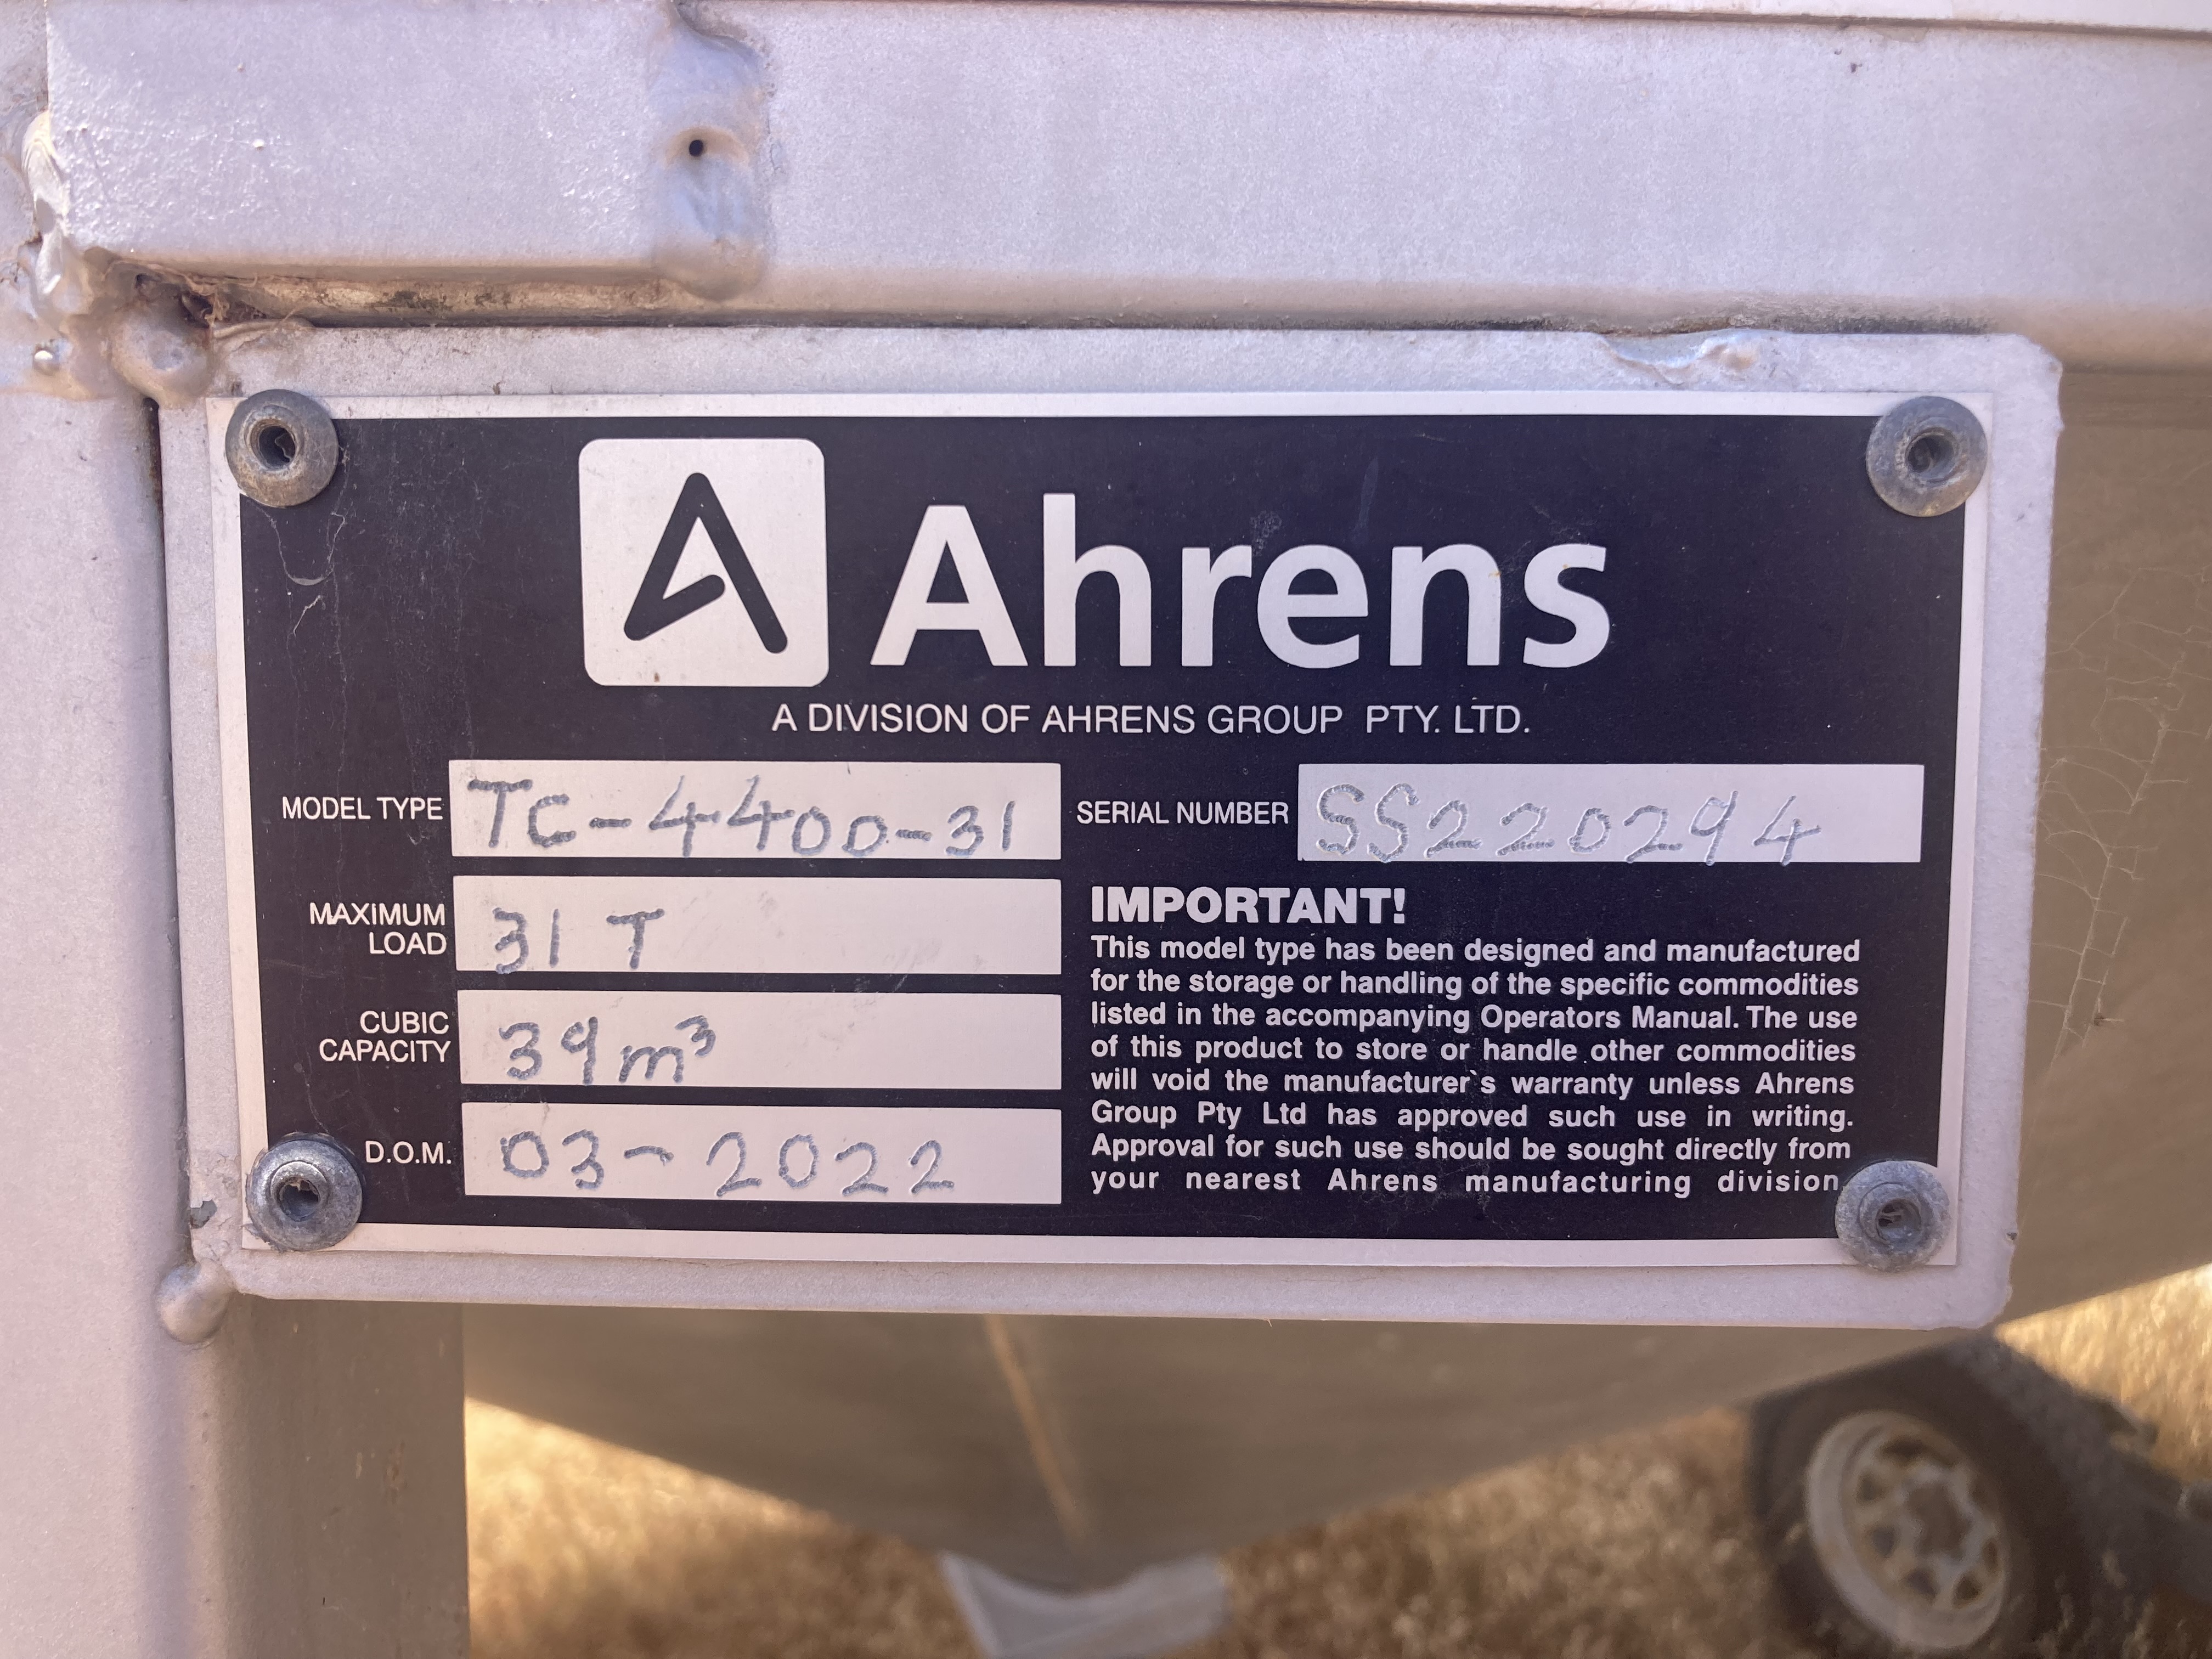 Ahrens
A DIVISION OF AHRENS GROUP PTY. LTD.
MODEL TYPE TC-4400-31
SERIAL NUMBER SS220294
MAXIMUM
LOAD
31 T
CUBIC
CAPACITY
39m³
D.O.M. 03-2022
IMPORTANT!
This model type has been designed and manufactured
for the storage or handling of the specific commodities
listed in the accompanying Operators Manual. The use
of this product to store or handle other commodities
will void the manufacturer`s warranty unless Ahrens
Group Pty Ltd has approved such use in writing.
Approval for such use should be sought directly from
your nearest Ahrens manufacturing division.